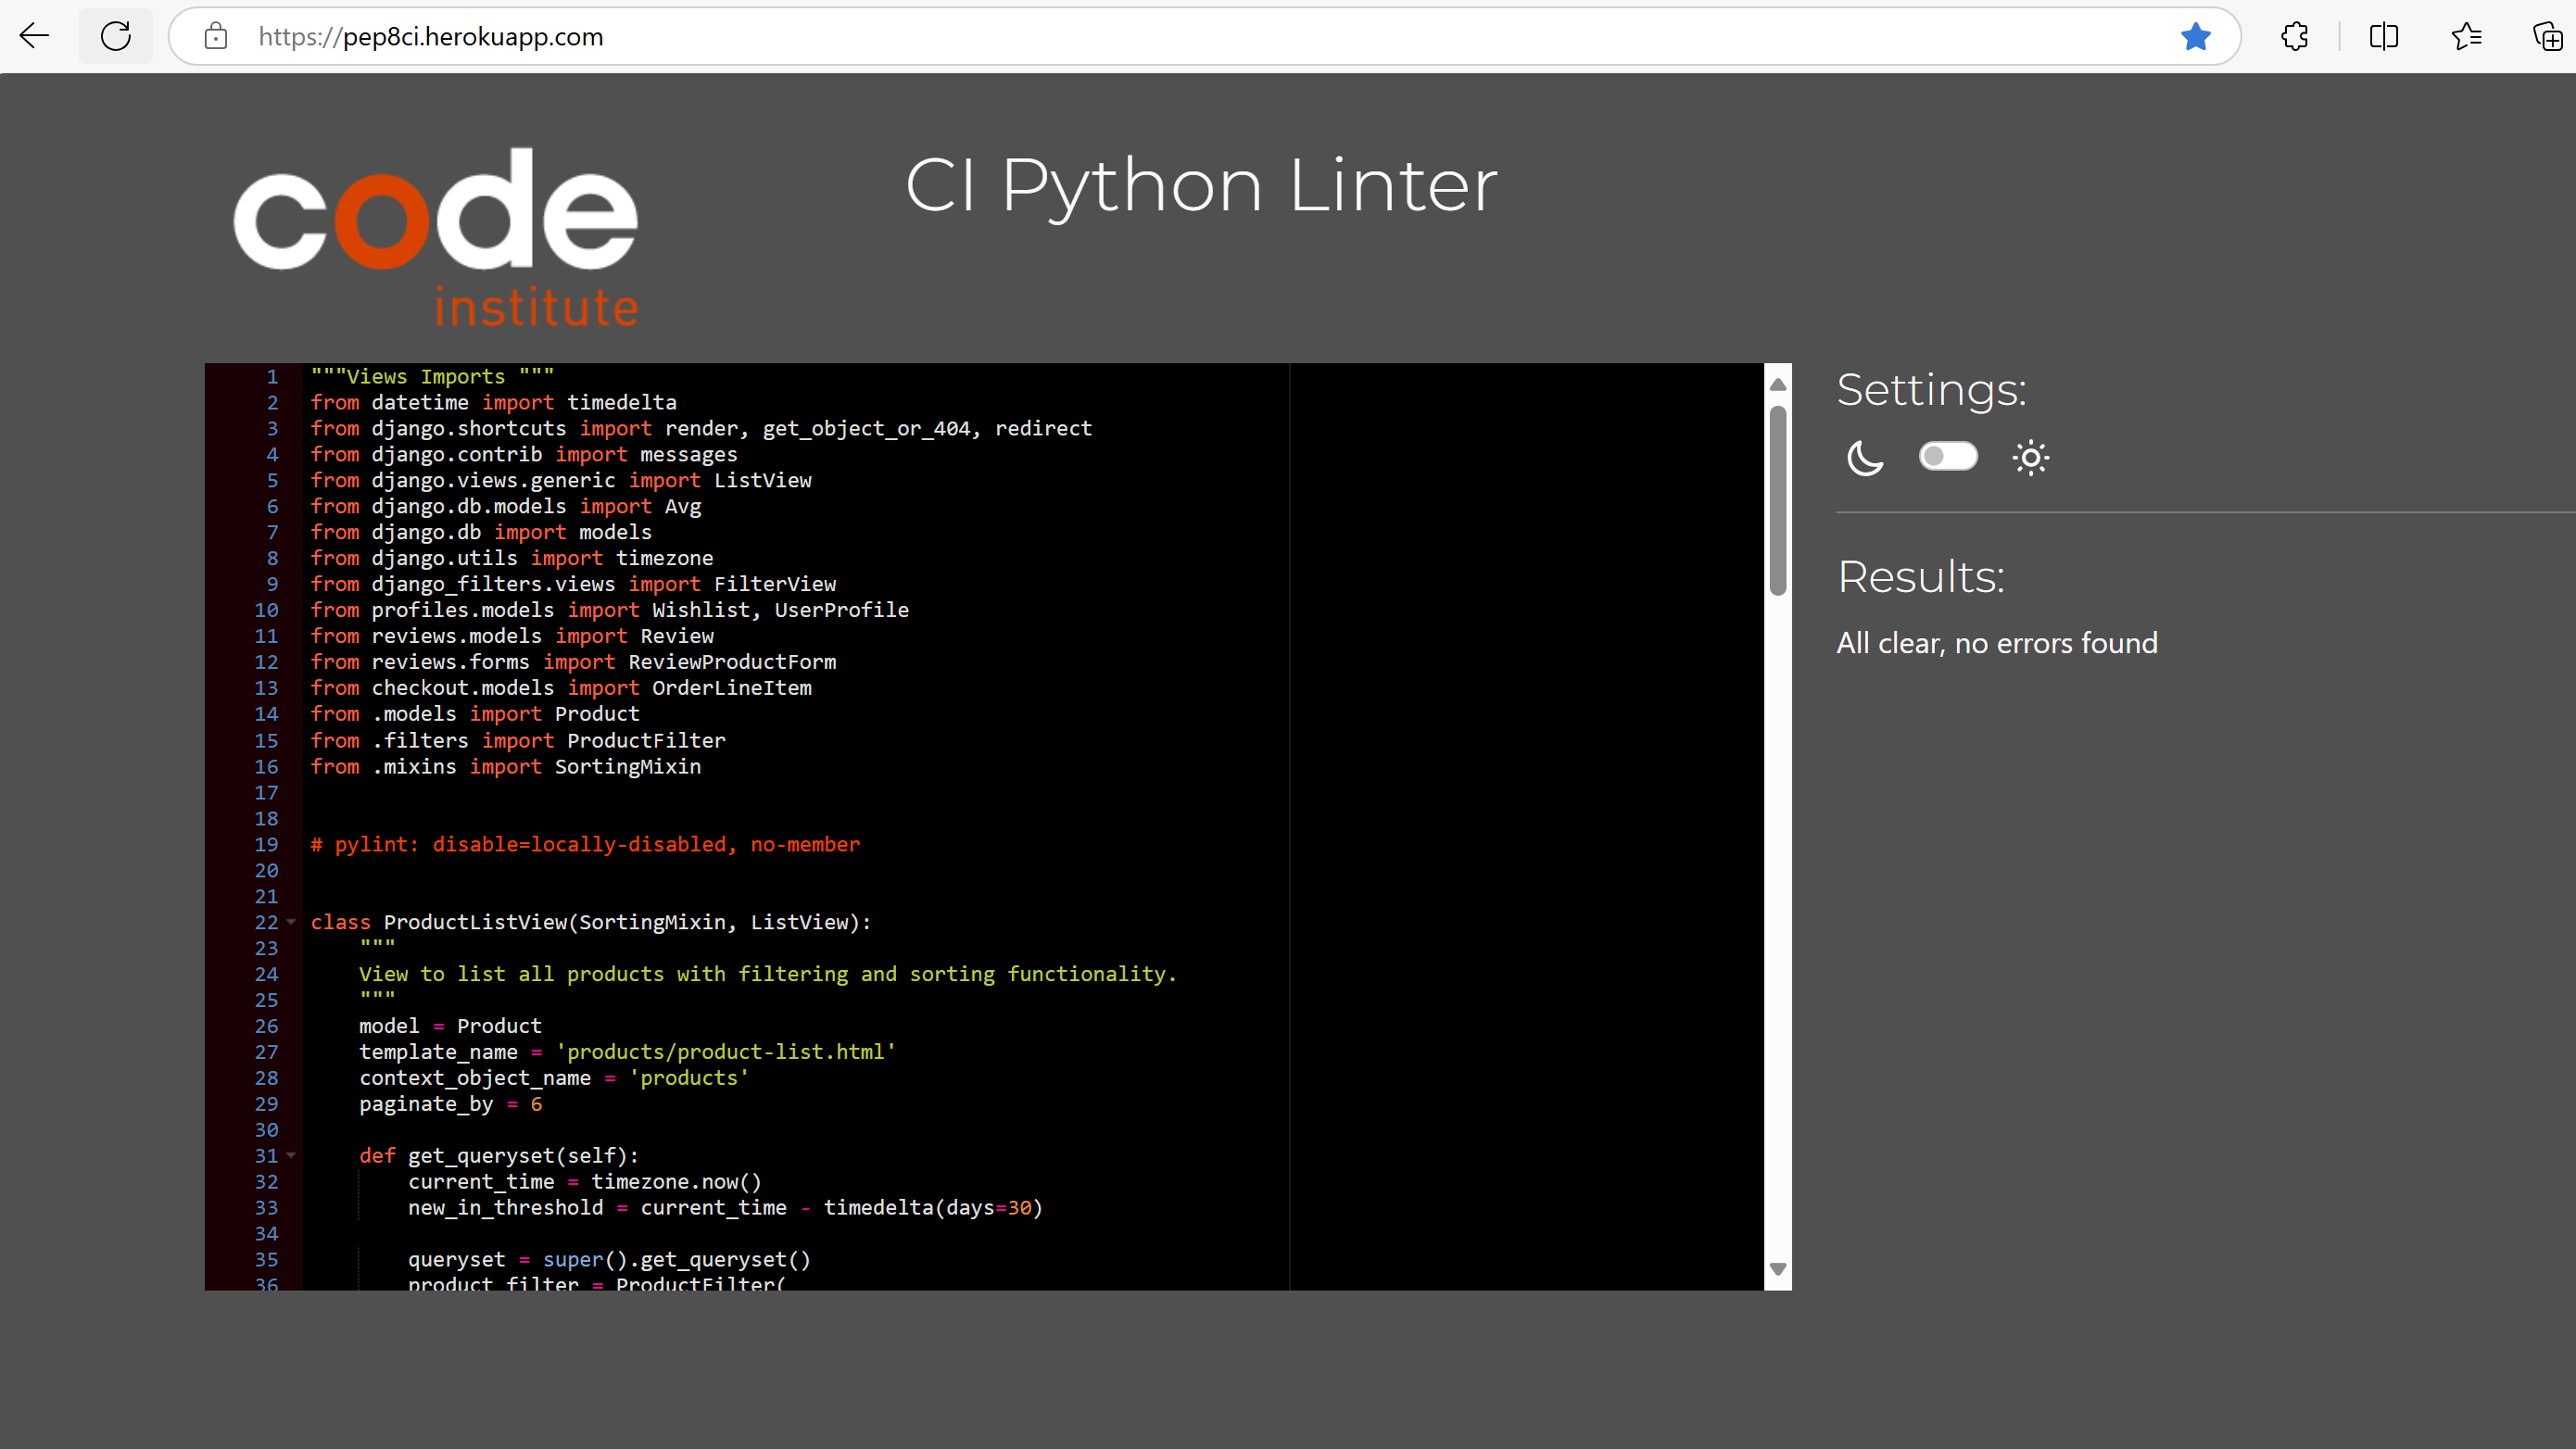 https://pep8ci.herokuapp.com
code
institute
CI Python Linter
1 """Views Imports """
2 from datetime import timedelta
3 from django.shortcuts import render, get_object_or_404, redirect
4 from django.contrib import messages
5 from django.views.generic import ListView
6 from django.db.models import Avg
7 from django.db import models
8 from django.utils import timezone
9 from django_filters.views import FilterView
10 from profiles.models import Wishlist, UserProfile
11 from reviews.models import Review
12 from reviews.forms import ReviewProductForm
13 from checkout.models import OrderLineItem
14 from .models import Product
15 from .filters import ProductFilter
16 from .mixins import SortingMixin
17
18
19 # pylint: disable=locally-disabled, no-member
20
21
22 class ProductListView(SortingMixin, ListView):
23     """
24     View to list all products with filtering and sorting functionality.
25     """
26     model = Product
27     template_name = 'products/product-list.html'
28     context_object_name = 'products'
29     paginate_by = 6
30
31     def get_queryset(self):
32         current_time = timezone.now()
33         new_in_threshold = current_time - timedelta(days=30)
34
35         queryset = super().get_queryset()
36         product_filter = ProductFilter(
Settings:
Results:
All clear, no errors found